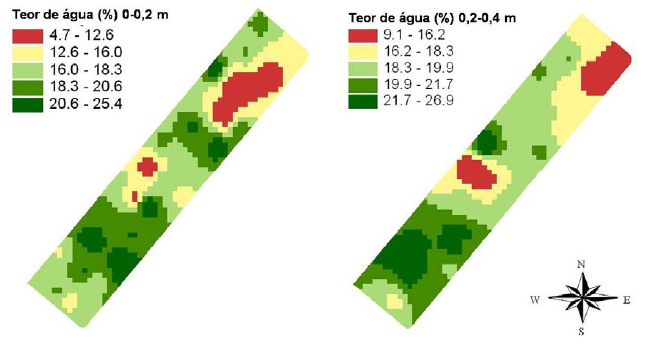 Teor de água (%) 0-0,2 m
4.7 - 12.6
12.6 - 16.0
16.0 - 18.3
18.3 - 20.6
20.6 - 25.4
Teor de água (%) 0,2-0,4 m
9.1 - 16.2
16.2 - 18.3
18.3 - 19.9
19.9 - 21.7
21.7 - 26.9
N
W E
S